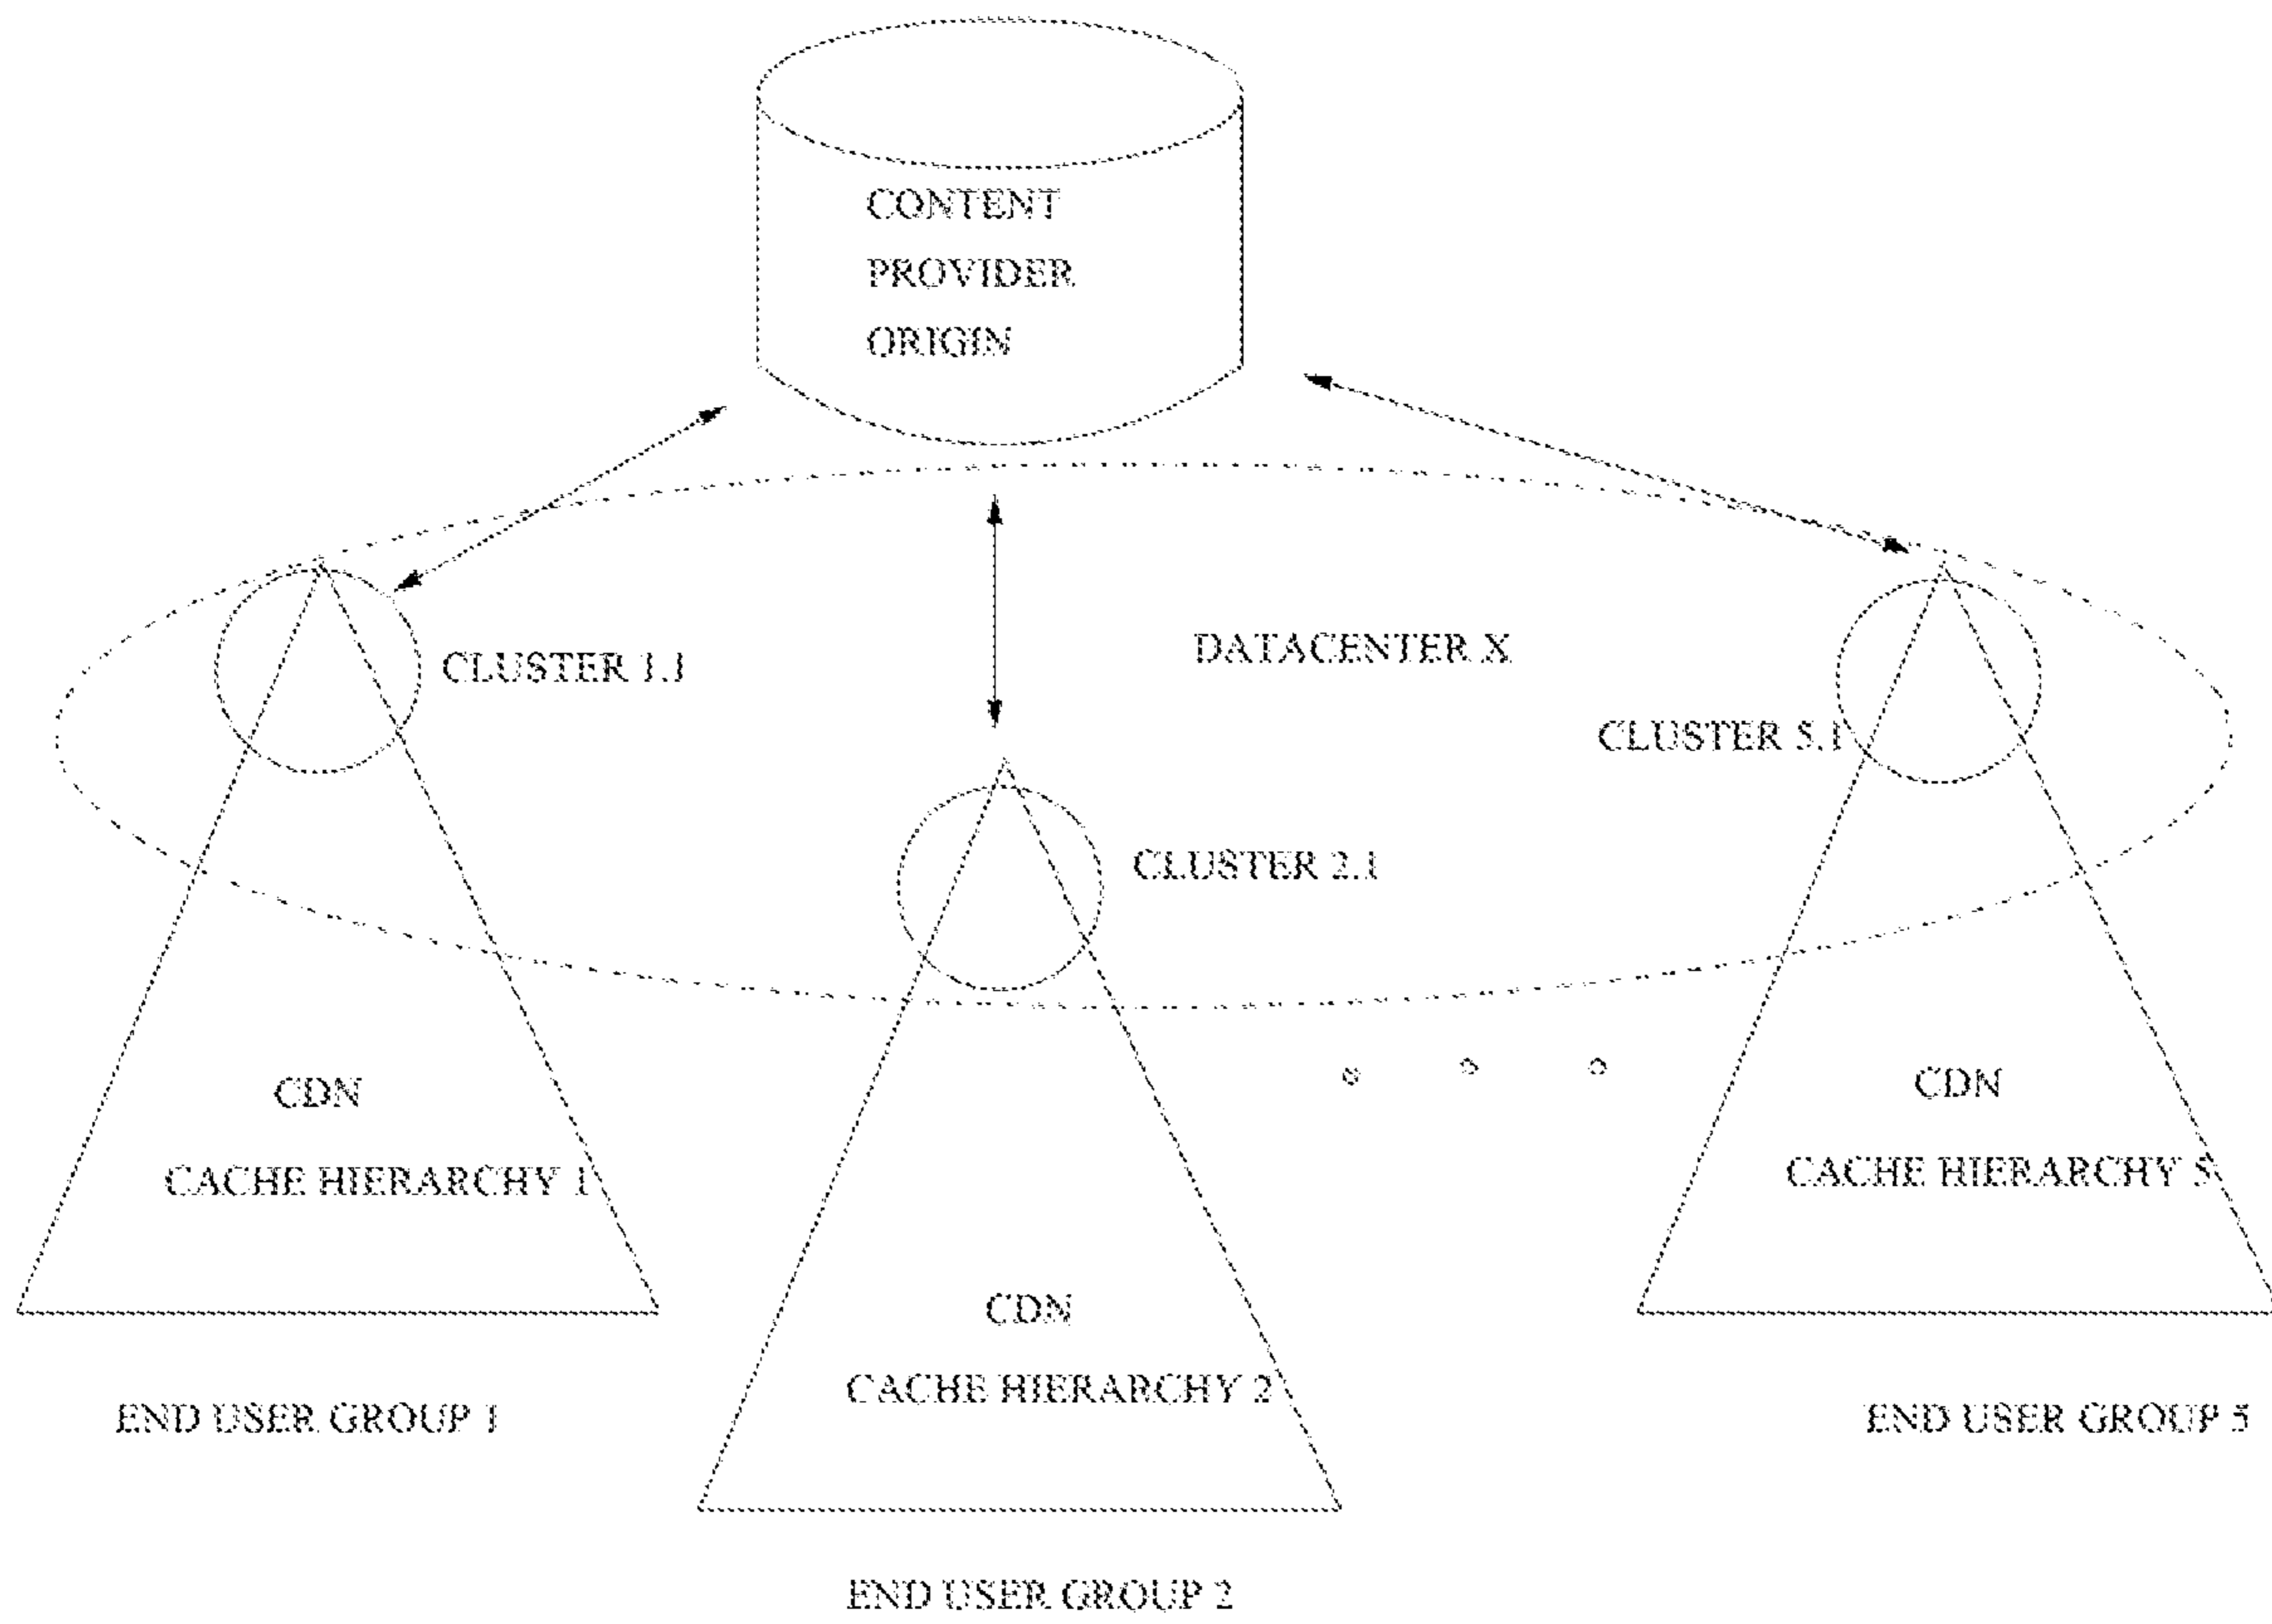 CONTENT
PROVIDER
ORIGIN
CLUSTER 1.1
DATACENTER X
CLUSTER 5.1
CLUSTER 2.1
CDN
CACHE HIERARCHY 1
CDN
CACHE HIERARCHY 5
CDN
CACHE HIERARCHY 2
END USER GROUP 1
END USER GROUP 5
END USER GROUP 2